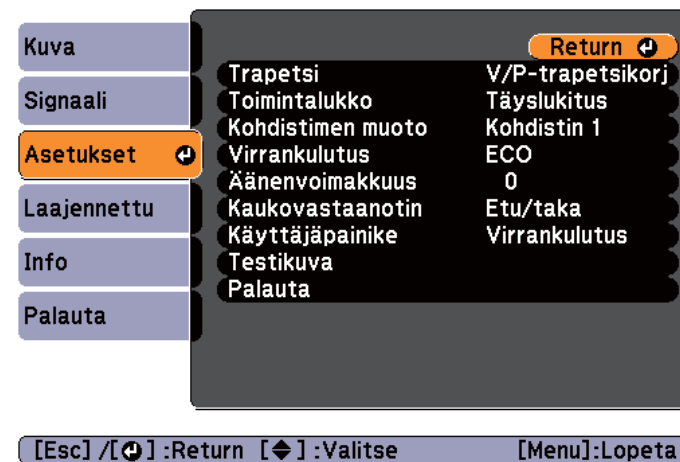 Kuva
Signaali
Asetukset
Laajennettu
Info
Palauta
Return
Trapetsi V/P-trapetsikorj
Toimintalukko Täyslukitus
Kohdistimen muoto Kohdistin 1
Virrankulutus ECO
Äänenvoimakkuus 0
Kaukovastaanotin Etu/taka
Käyttäjäpainike Virrankulutus
Testikuva
Palauta
[Esc] /[ ] :Return [ ] :Valitse [Menu]:Lopeta